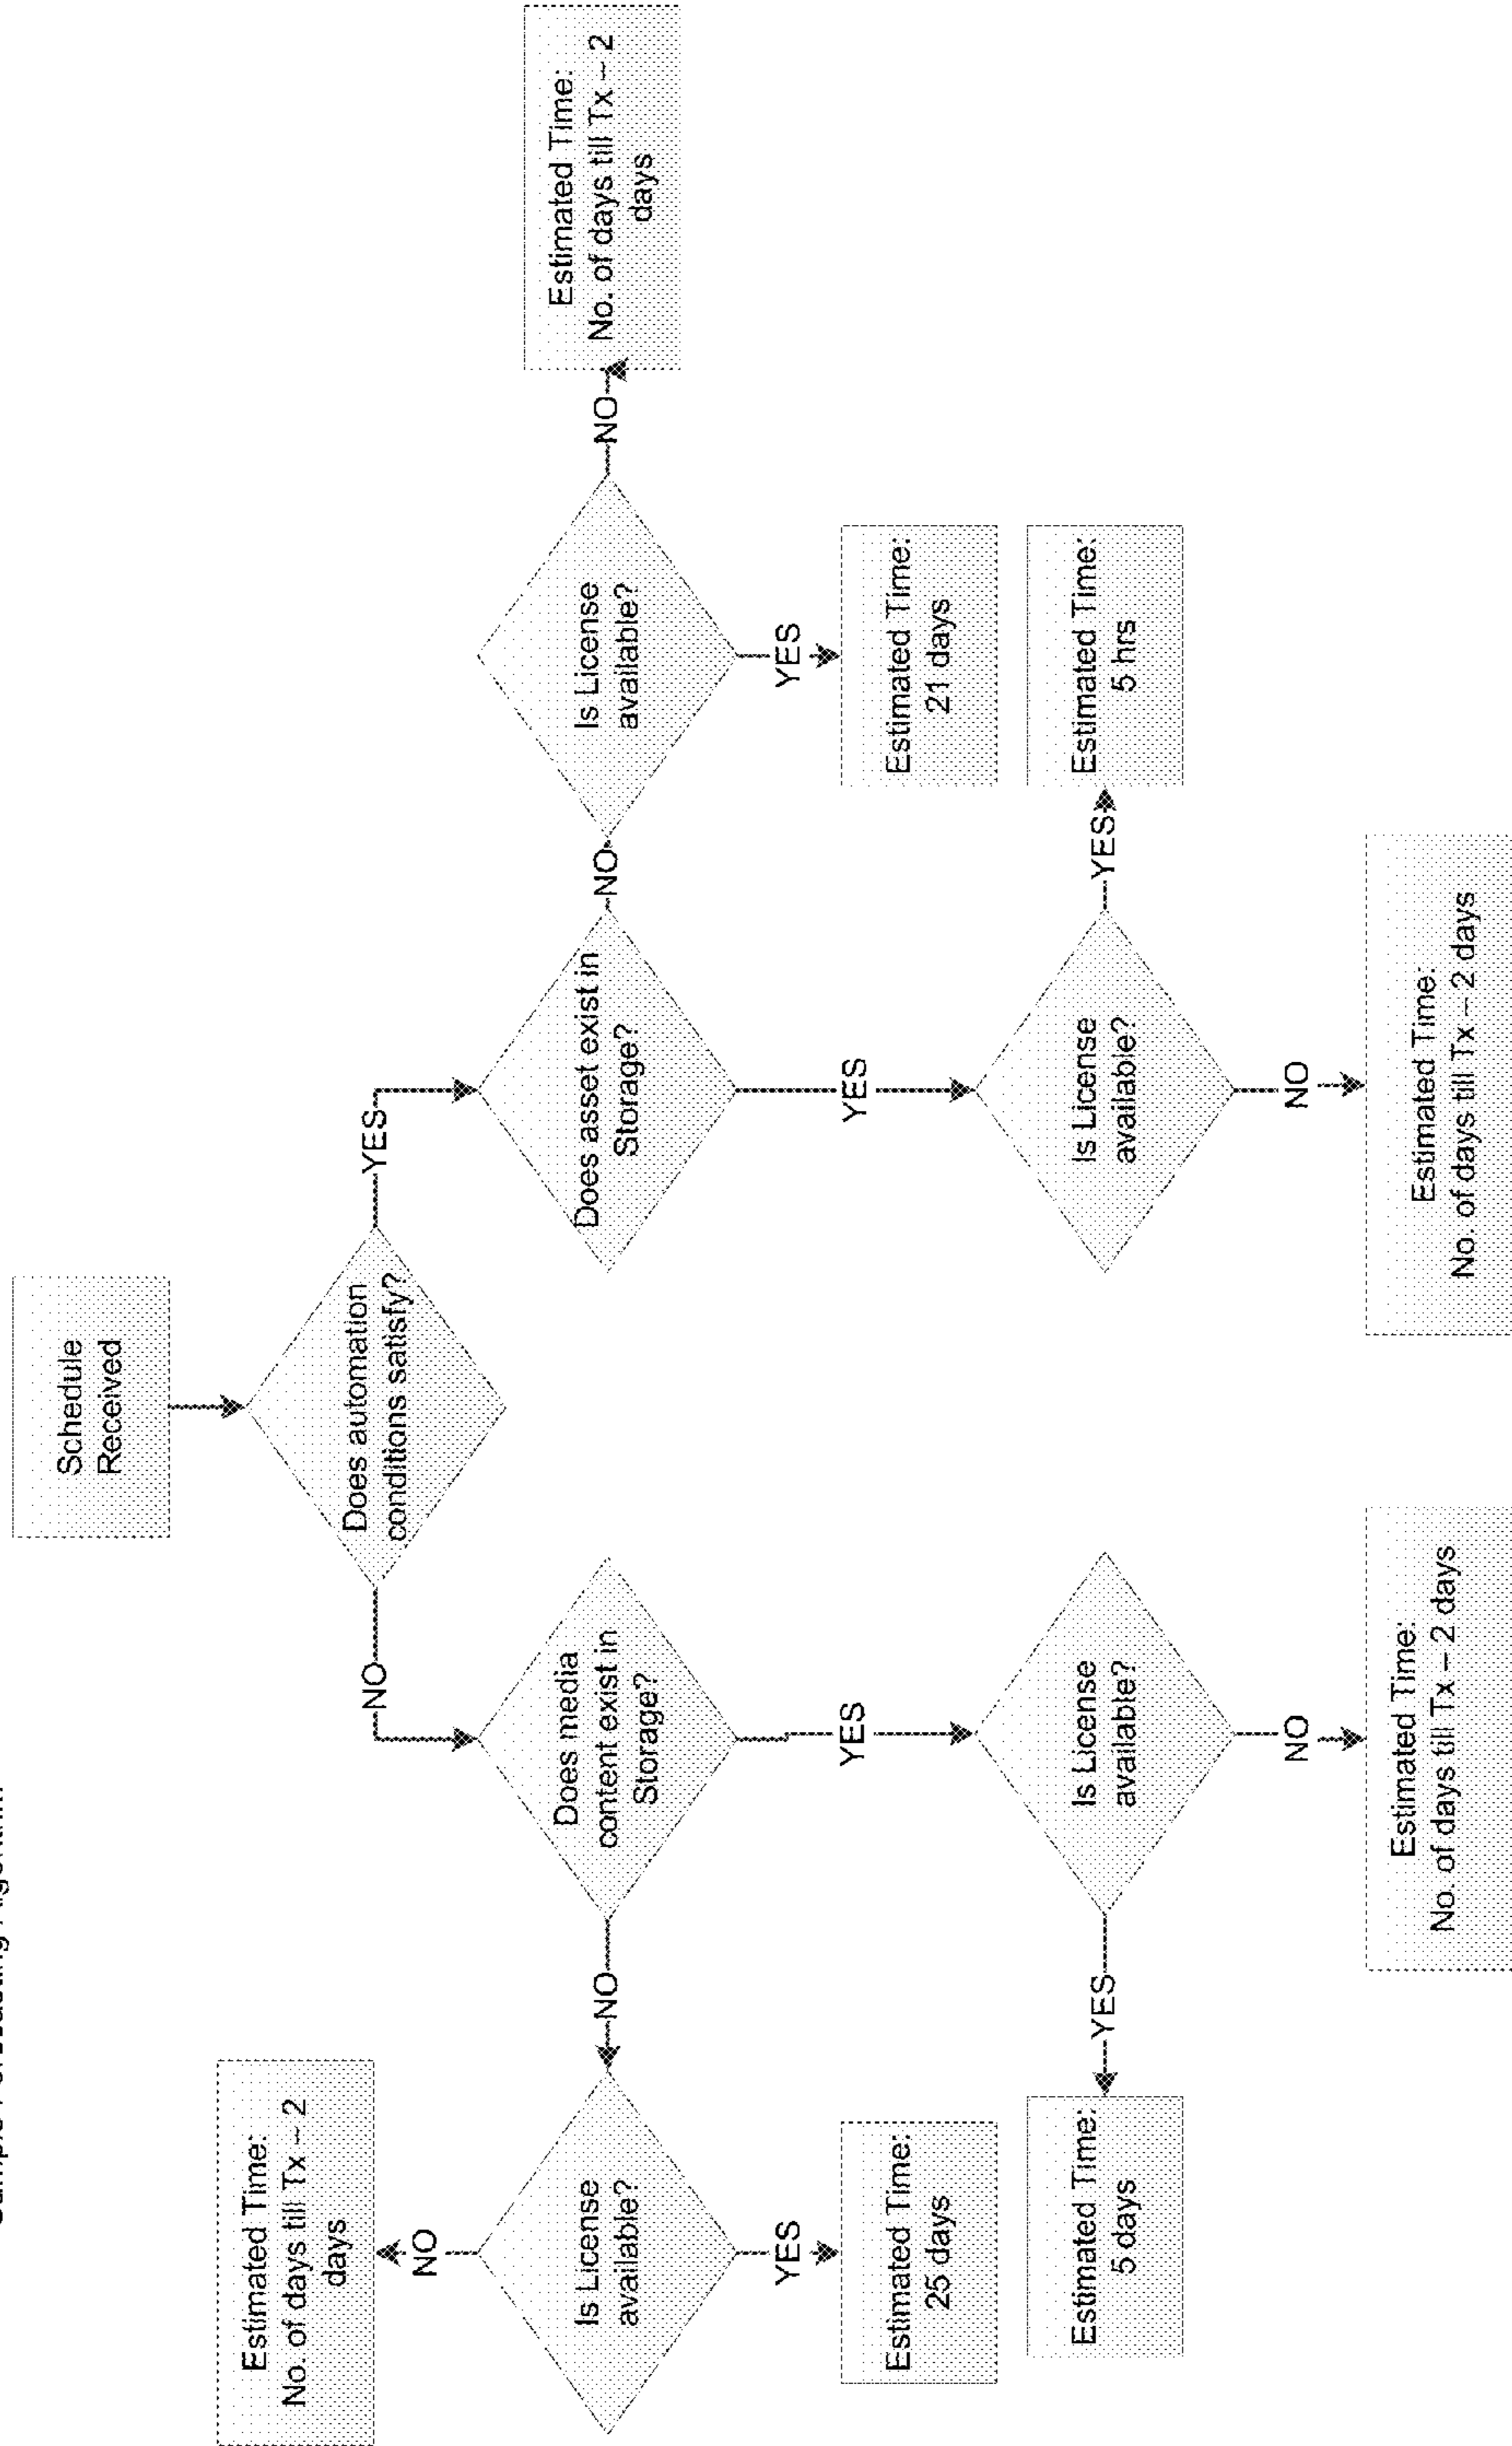 Schedule
Received
Does automation
conditions satisfy?
NO
YES
Does media
content exist in
Storage?
Does asset exist in
Storage?
Estimated Time:
No. of days till Tx – 2
days
NO
Is License
available?
NO
YES
Estimated Time:
25 days
YES
Is License
available?
YES
Estimated Time:
5 days
NO
Estimated Time:
No. of days till Tx – 2 days
NO
Is License
available?
NO
Estimated Time:
No. of days till Tx – 2
days
YES
Estimated Time:
21 days
YES
Is License
available?
YES
Estimated Time:
5 hrs
NO
Estimated Time:
No. of days till Tx – 2 days